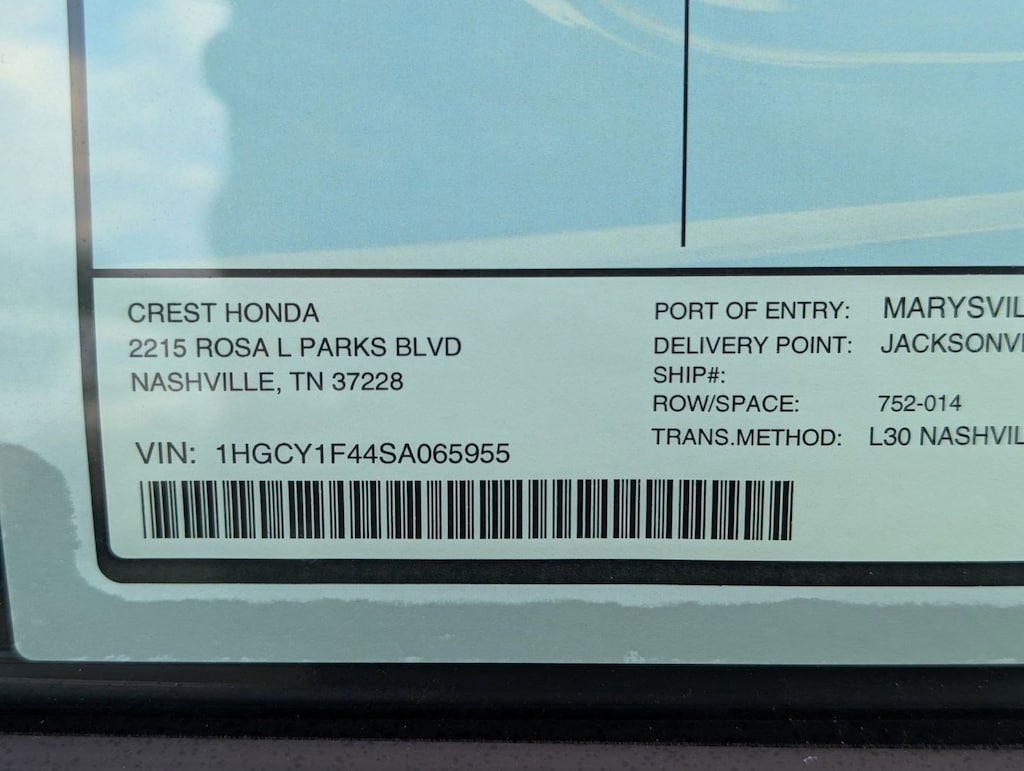 CREST HONDA
2215 ROSA L PARKS BLVD
NASHVILLE, TN 37228
VIN: 1HGCY1F44SA065955
PORT OF ENTRY: MARYSVIL
DELIVERY POINT: JACKSONVI
SHIP#:
ROW/SPACE: 752-014
TRANS.METHOD: L30 NASHVIL